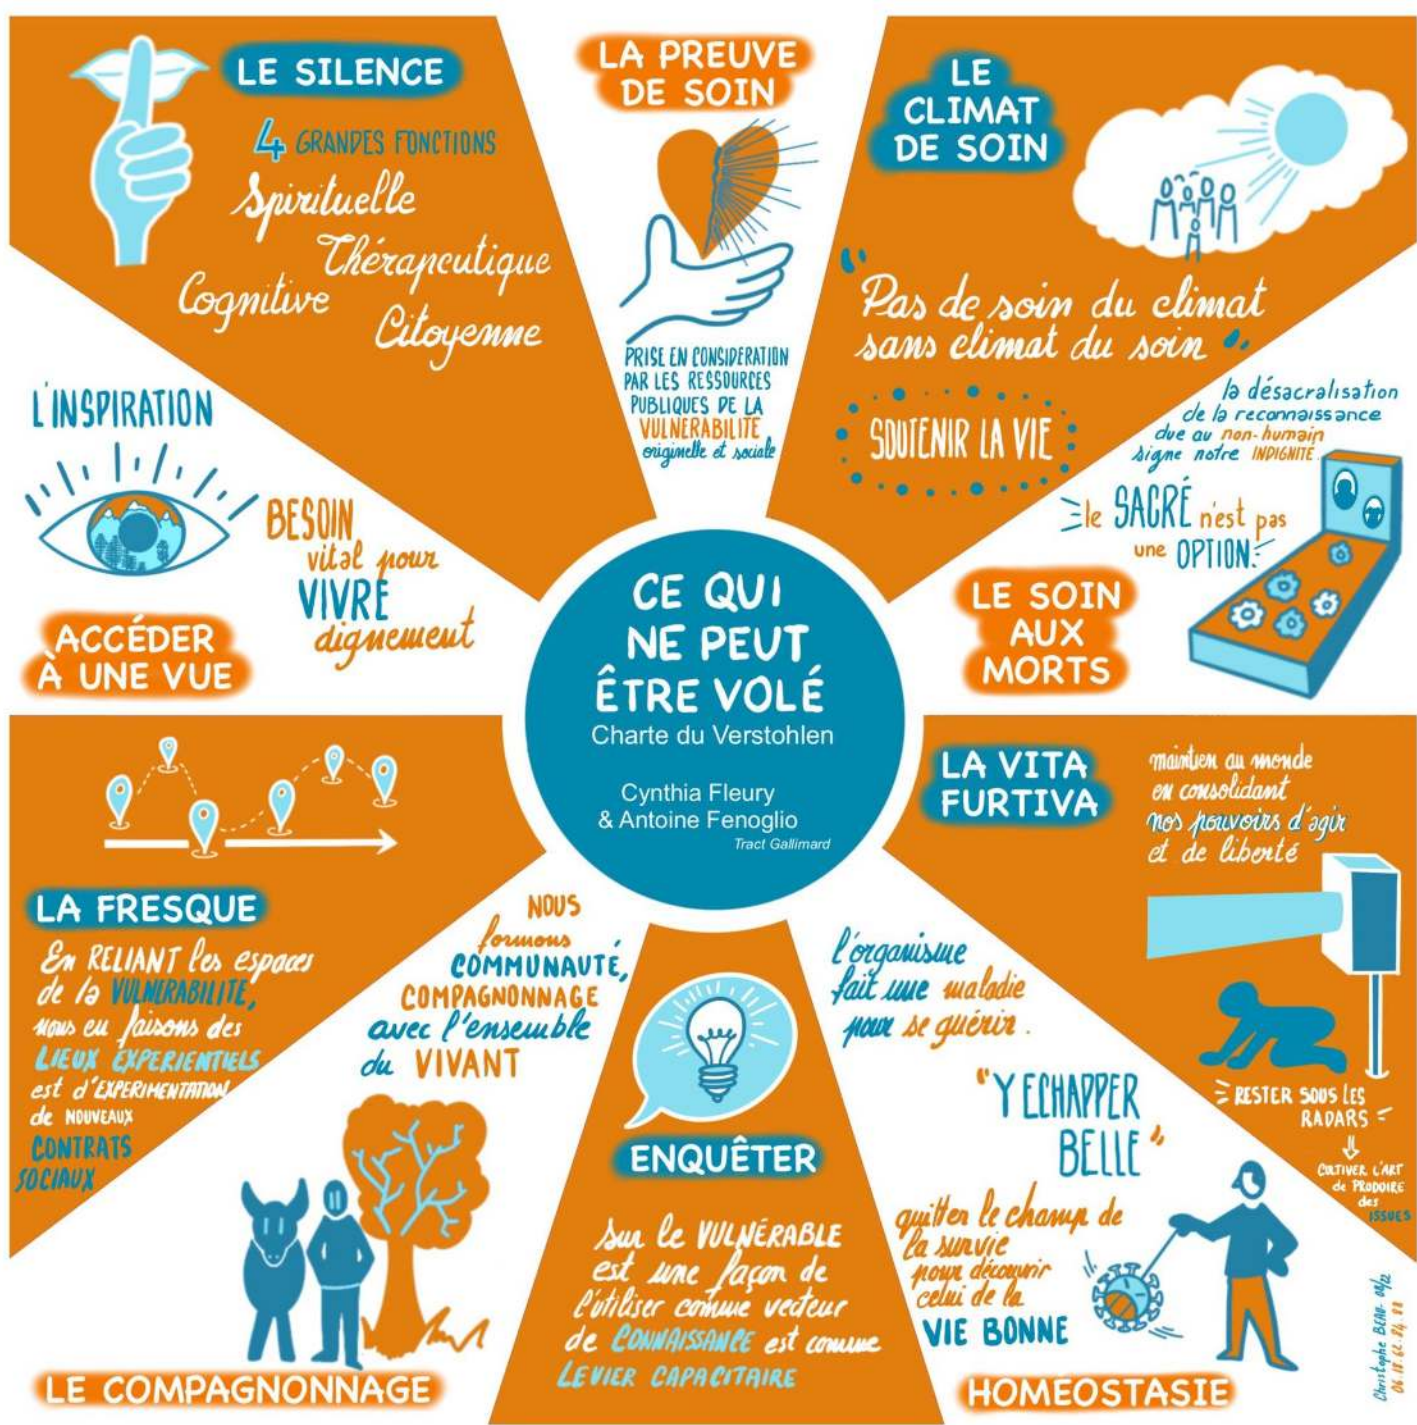 LE SILENCE
4 GRANDES FONCTIONS
Spirituelle
Thérapeutique
Cognitive
Citoyenne
LA PREUVE
DE SOIN
PRISE EN CONSIDERATION
PAR LES RESSOURCES
PUBLIQUES DE LA
VULNERABILITE
originelle et sociale
LE
CLIMAT
DE SOIN
"Pas de soin du climat
sans climat du soin"
SOUTENIR LA VIE
la désacralisation
de la reconnaissance
due au non-humain
signe notre INDIGNITE.
le SACRÉ n'est pas
une OPTION.
LE SOIN
AUX
MORTS
L'INSPIRATION
BESOIN
vital pour
VIVRE
dignement
ACCÉDER
À UNE VUE
CE QUI
NE PEUT
ÊTRE VOLÉ
Charte du Verstohlen
Cynthia Fleury
& Antoine Fenoglio
Tract Gallimard
LA VITA
FURTIVA
maintien au monde
en consolidant
nos pouvoirs d'agir
et de liberté
RESTER SOUS LES
RADARS
CULTIVER L'ART
de PRODUIRE
des
ISSUES
LA FRESQUE
En RELIANT les espaces
de la VULNERABILITE,
nous en faisons des
LIEUX EXPERIENTIELS
est d'EXPERIMENTATION
de NOUVEAUX
CONTRATS
SOCIAUX
NOUS
formons
COMMUNAUTÉ,
COMPAGNONNAGE
avec l'ensemble
du VIVANT
LE COMPAGNONNAGE
ENQUÊTER
sur le VULNÉRABLE
est une façon de
l'utiliser comme vecteur
de CONNAISSANCE est comme
LEVIER CAPACITAIRE
l'organisme
fait une maladie
pour se guérir.
"Y ECHAPPER
BELLE"
quitter le champ de
la survie
pour découvrir
celui de la
VIE BONNE
HOMÉOSTASIE
Christophe BEAU-
06.18.62.84.88